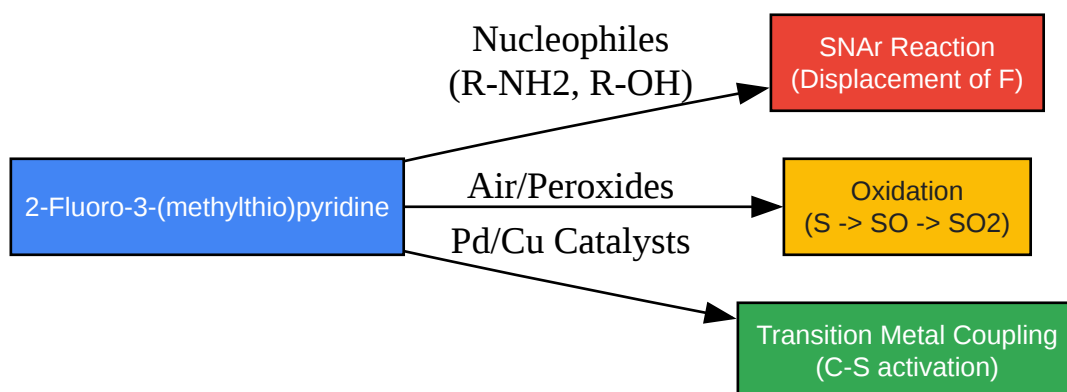 Nucleophiles
(R-NH2, R-OH)
SNAr Reaction
(Displacement of F)
2-Fluoro-3-(methylthio)pyridine
Air/Peroxides
Oxidation
(S -> SO -> SO2)
Pd/Cu Catalysts
Transition Metal Coupling
(C-S activation)